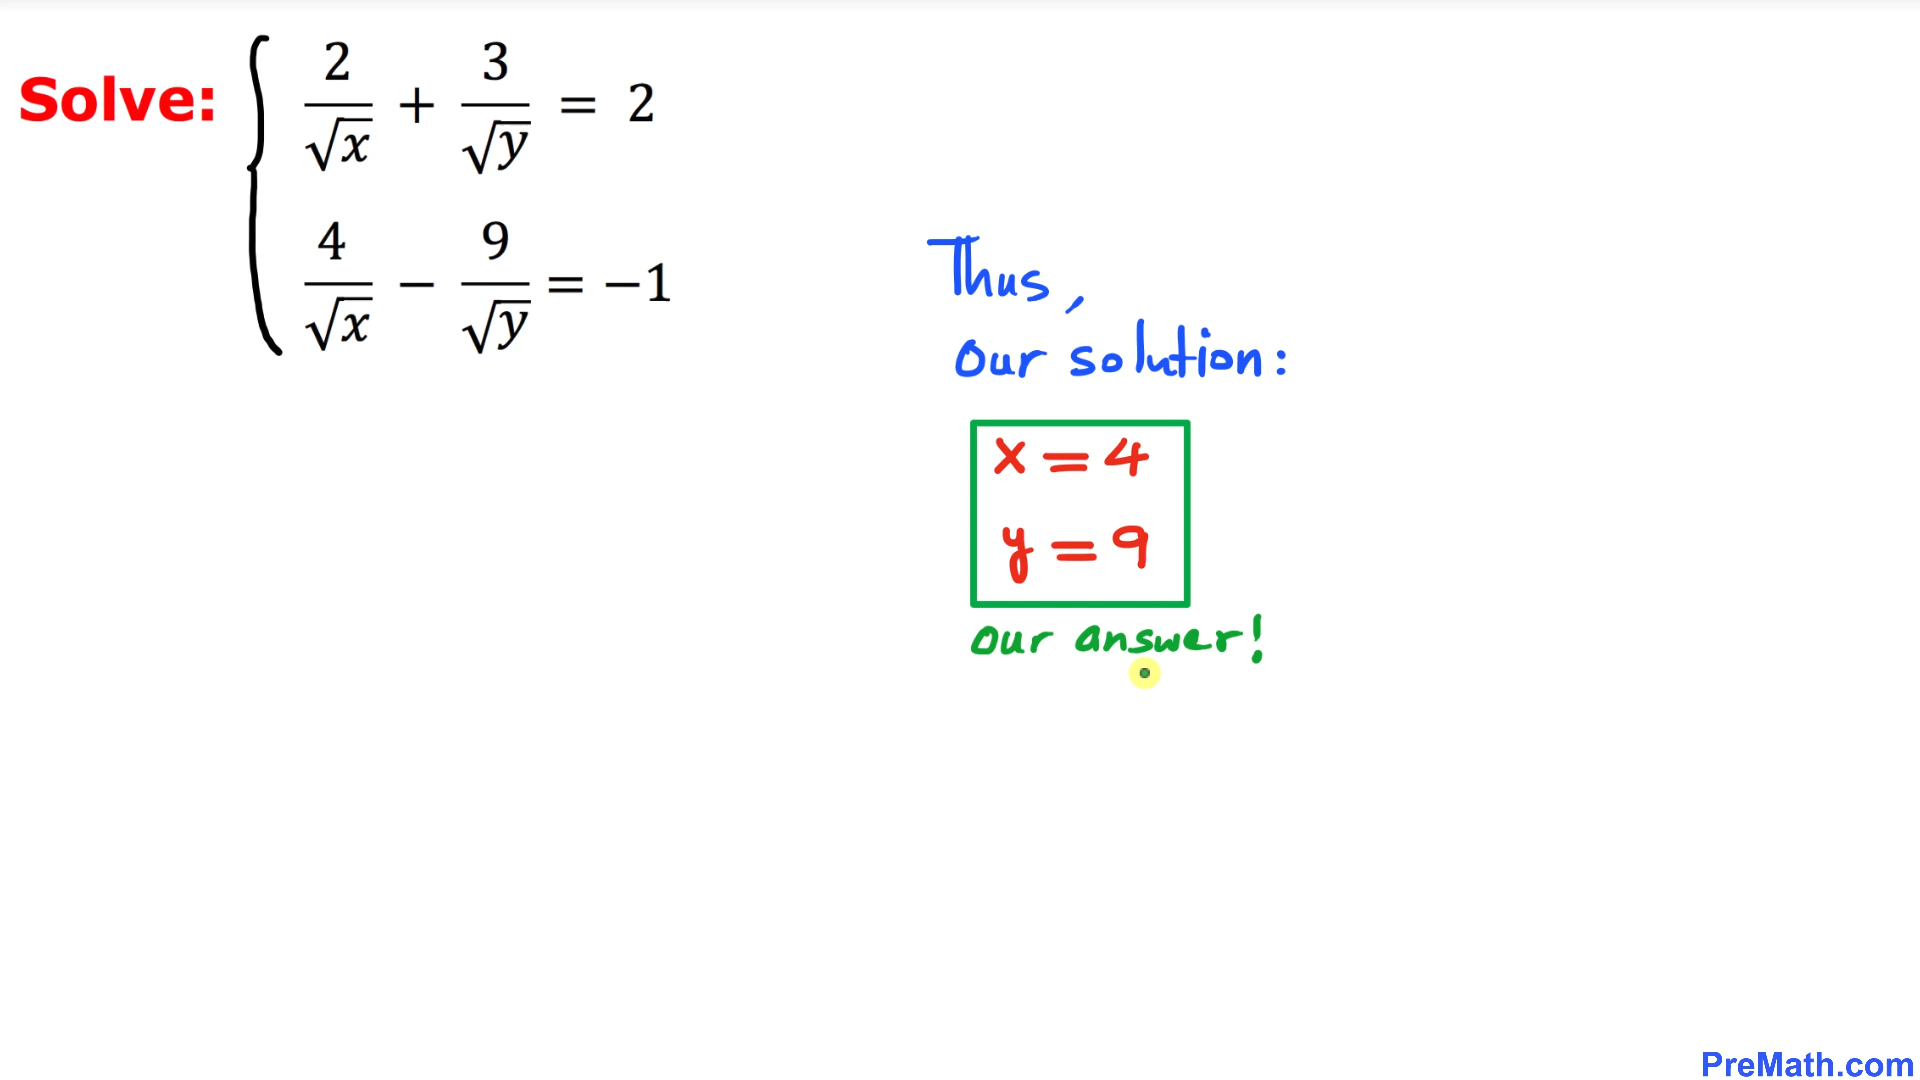 Solve:
2/√x + 3/√y = 2
4/√x − 9/√y = −1
Thus,
our solution:
x = 4
y = 9
our answer!
PreMath.com